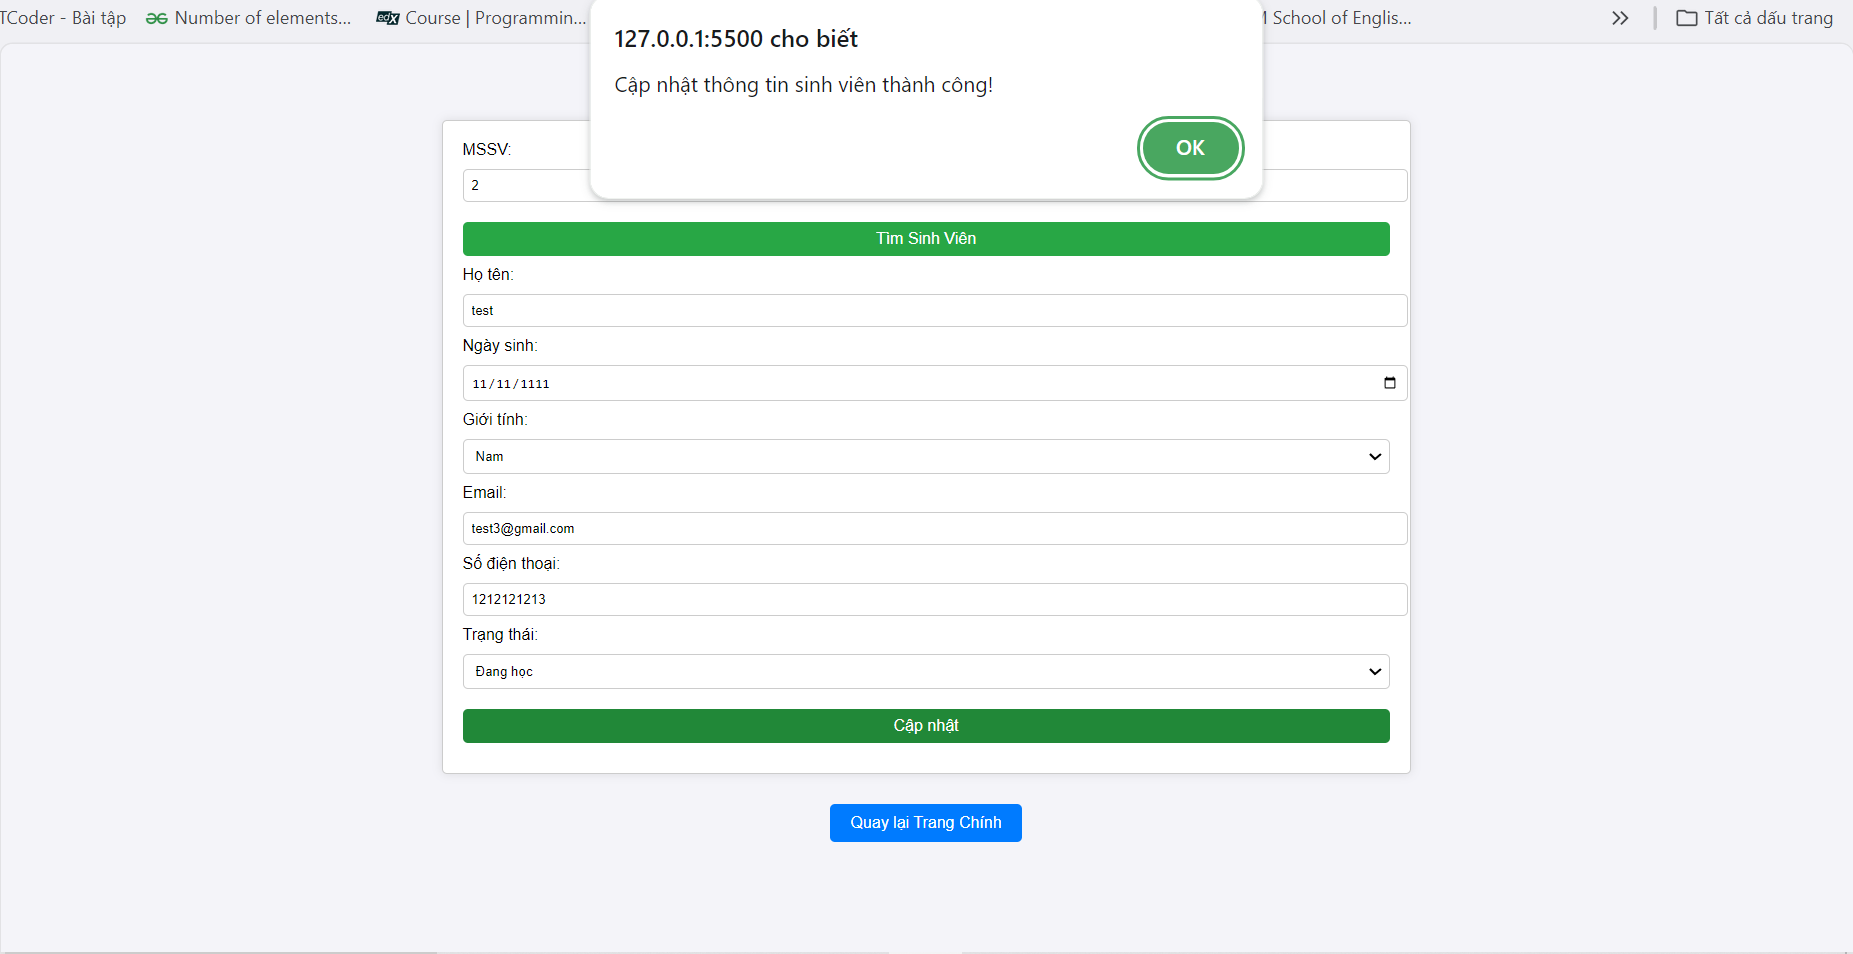 TCoder - Bài tập
Number of elements...
edX Course | Programmin...
School of Englis...
Tất cả dấu trang
127.0.0.1:5500 cho biết
Cập nhật thông tin sinh viên thành công!
OK
MSSV:
2
Tìm Sinh Viên
Họ tên:
test
Ngày sinh:
11/11/1111
Giới tính:
Nam
Email:
test3@gmail.com
Số điện thoại:
1212121213
Trạng thái:
Đang học
Cập nhật
Quay lại Trang Chính